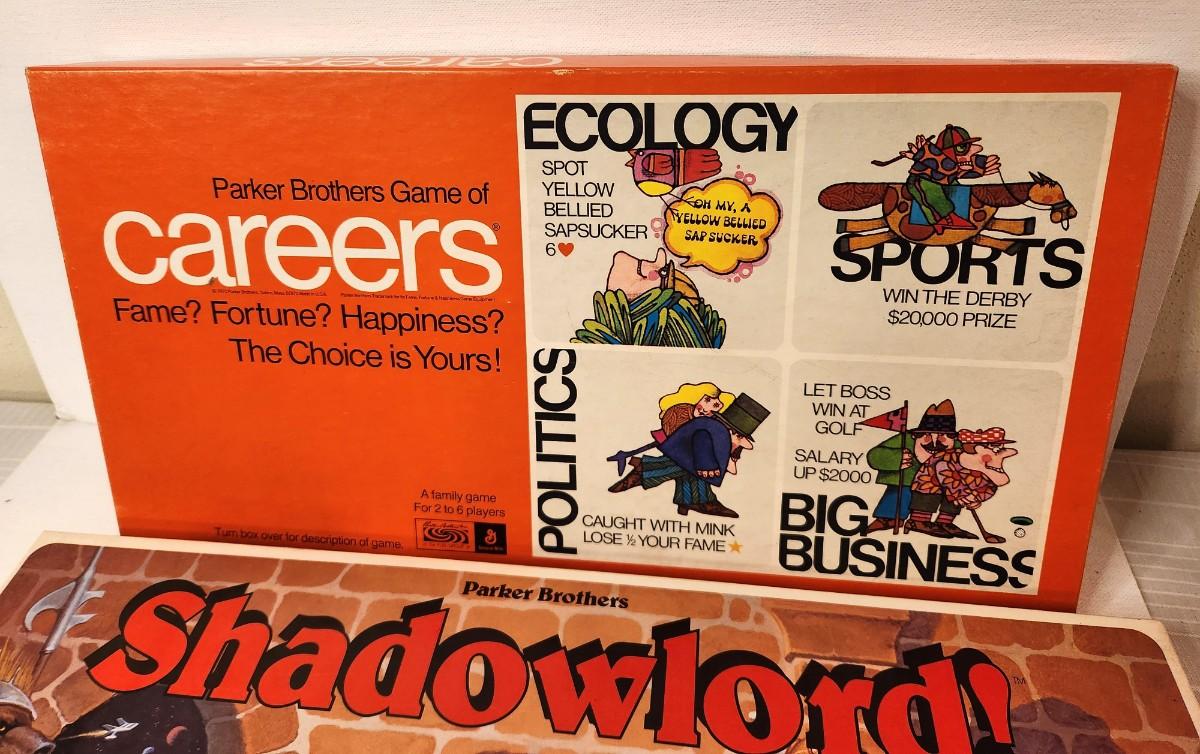 careers
Parker Brothers Game of
careers®
Fame? Fortune? Happiness?
The Choice is Yours!
A family game
For 2 to 6 players
Turn box over for description of game.
ECOLOGY
SPOT
YELLOW
BELLIED
SAPSUCKER
6♥
OH MY, A
YELLOW BELLIED
SAP SUCKER
SPORTS
WIN THE DERBY
$20,000 PRIZE
POLITICS
CAUGHT WITH MINK
LOSE ½ YOUR FAME★
LET BOSS
WIN AT
GOLF
SALARY
UP $2000
BIG
BUSINESS
Parker Brothers
Shadowlord!™